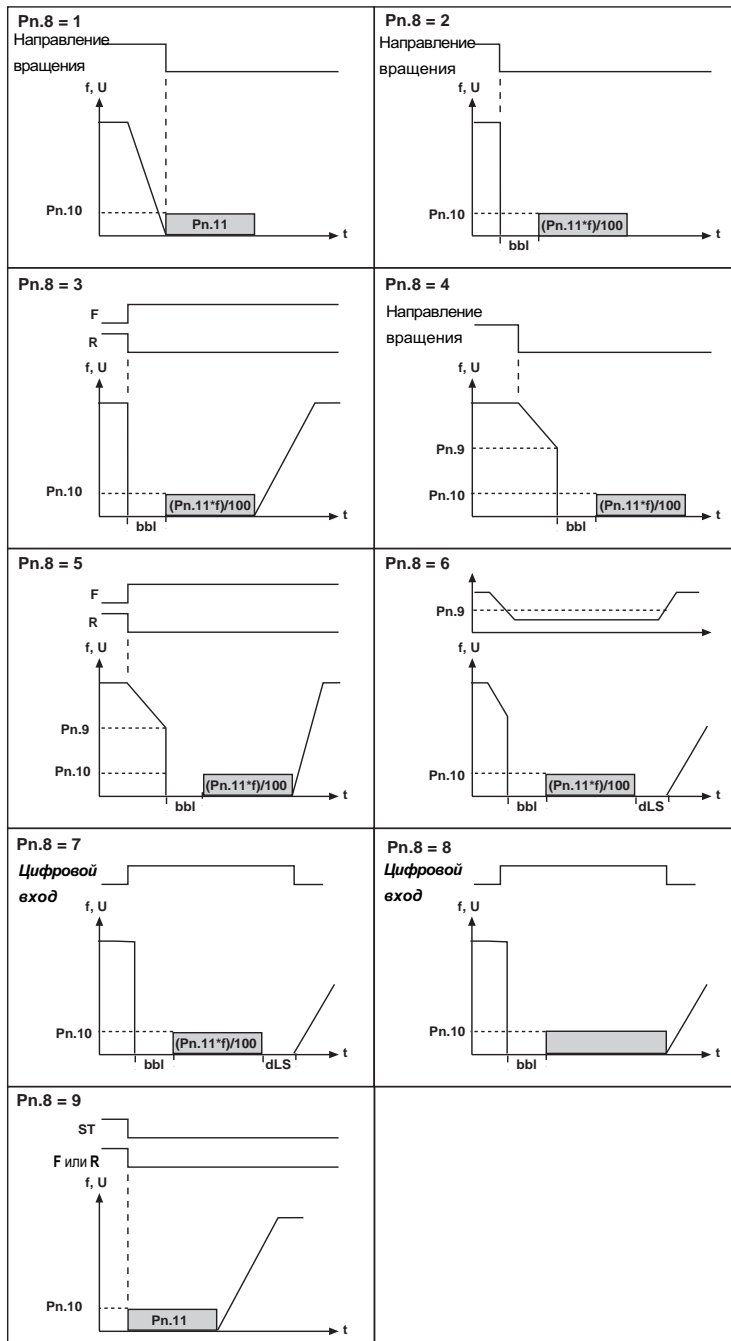 Pn.8 = 1
Направление
вращения
f, U
Pn.10
Pn.11
t
Pn.8 = 2
Направление
вращения
f, U
Pn.10
(Pn.11*f)/100
t
bbl
Pn.8 = 3
F
R
f, U
Pn.10
(Pn.11*f)/100
t
bbl
Pn.8 = 4
Направление
вращения
f, U
Pn.9
Pn.10
(Pn.11*f)/100
t
bbl
Pn.8 = 5
F
R
f, U
Pn.9
Pn.10
(Pn.11*f)/100
t
bbl
Pn.8 = 6
Pn.9
f, U
Pn.10
(Pn.11*f)/100
t
bbl dLS
Pn.8 = 7
Цифровой
вход
f, U
Pn.10
(Pn.11*f)/100
t
bbl dLS
Pn.8 = 8
Цифровой
вход
f, U
Pn.10
t
bbl
Pn.8 = 9
ST
F или R
f, U
Pn.10
Pn.11
t